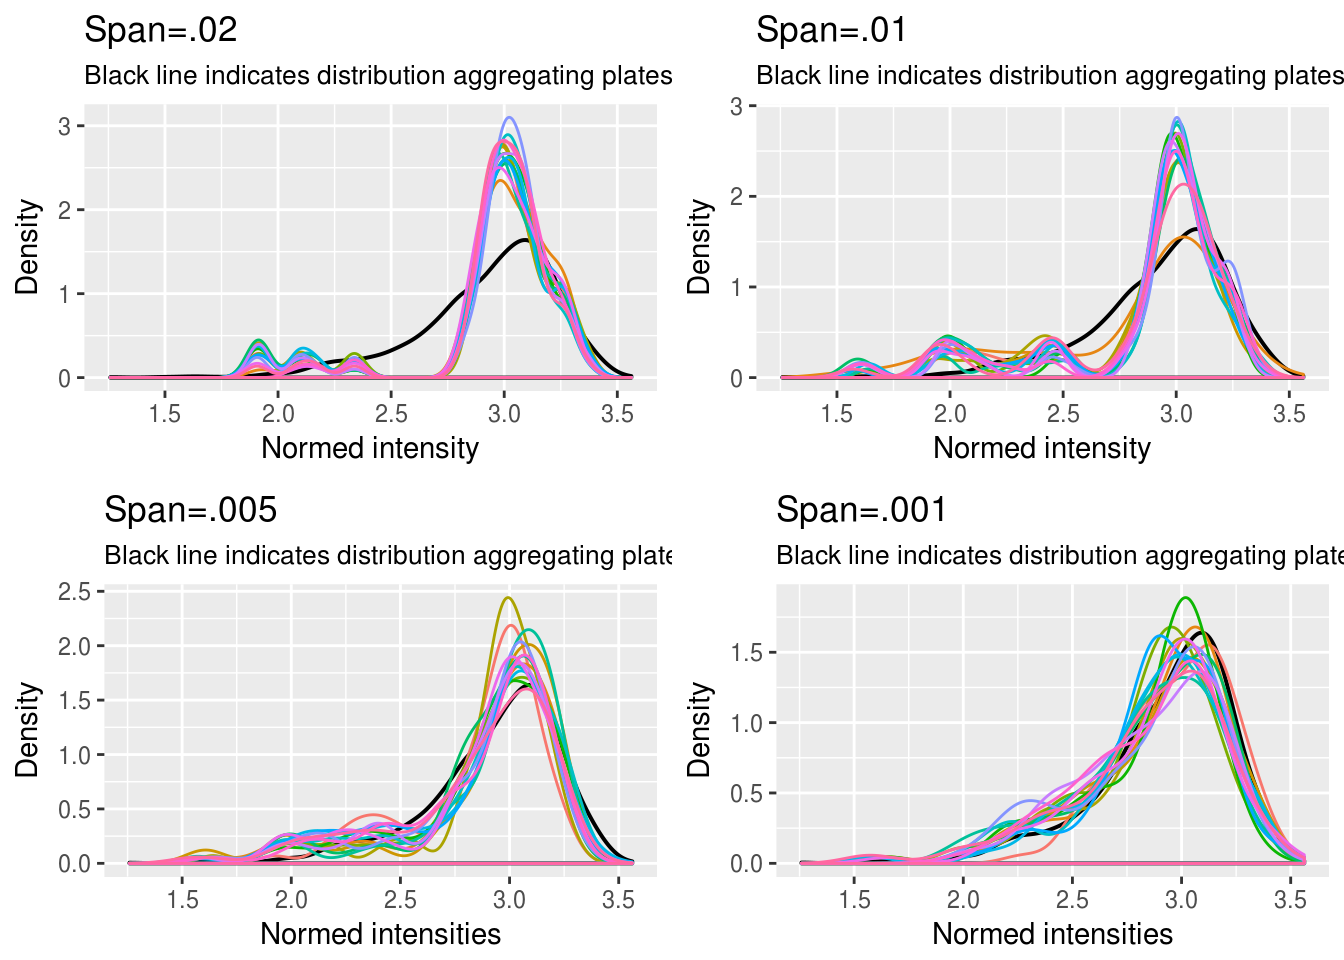 Span=.02
Black line indicates distribution aggregating plates
Density
3
2
1
0
1.5 2.0 2.5 3.0 3.5
Normed intensity
Span=.01
Black line indicates distribution aggregating plates
Density
3
2
1
0
1.5 2.0 2.5 3.0 3.5
Normed intensity
Span=.005
Black line indicates distribution aggregating plate
Density
2.5
2.0
1.5
1.0
0.5
0.0
1.5 2.0 2.5 3.0 3.5
Normed intensities
Span=.001
Black line indicates distribution aggregating plate
Density
1.5
1.0
0.5
0.0
1.5 2.0 2.5 3.0 3.5
Normed intensities